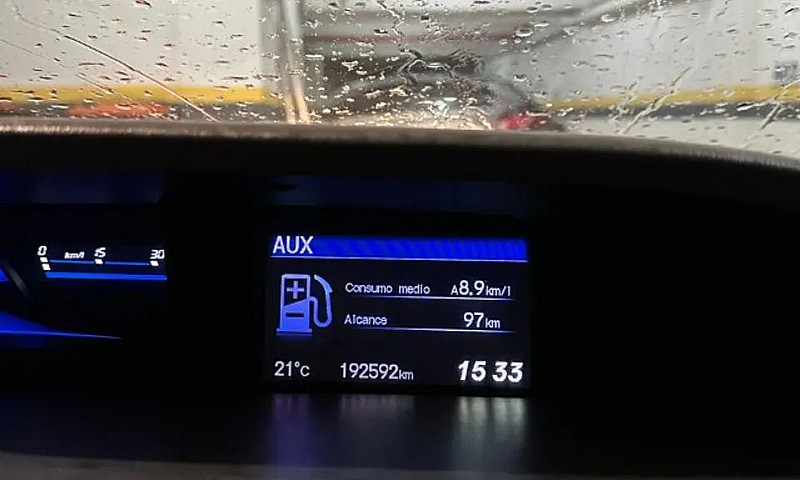 AUX
0 km/l 15 30
Consumo medio A8.9km/l
Alcance 97km
21°C 192592km 15 33